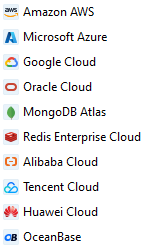 Amazon AWS
Microsoft Azure
Google Cloud
Oracle Cloud
MongoDB Atlas
Redis Enterprise Cloud
Alibaba Cloud
Tencent Cloud
Huawei Cloud
OceanBase